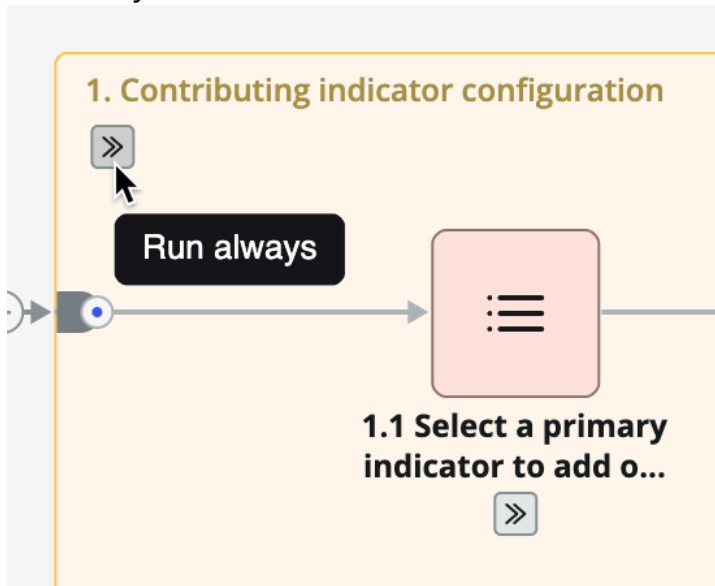 1. Contributing indicator configuration
Run always
1.1 Select a primary
indicator to add o...